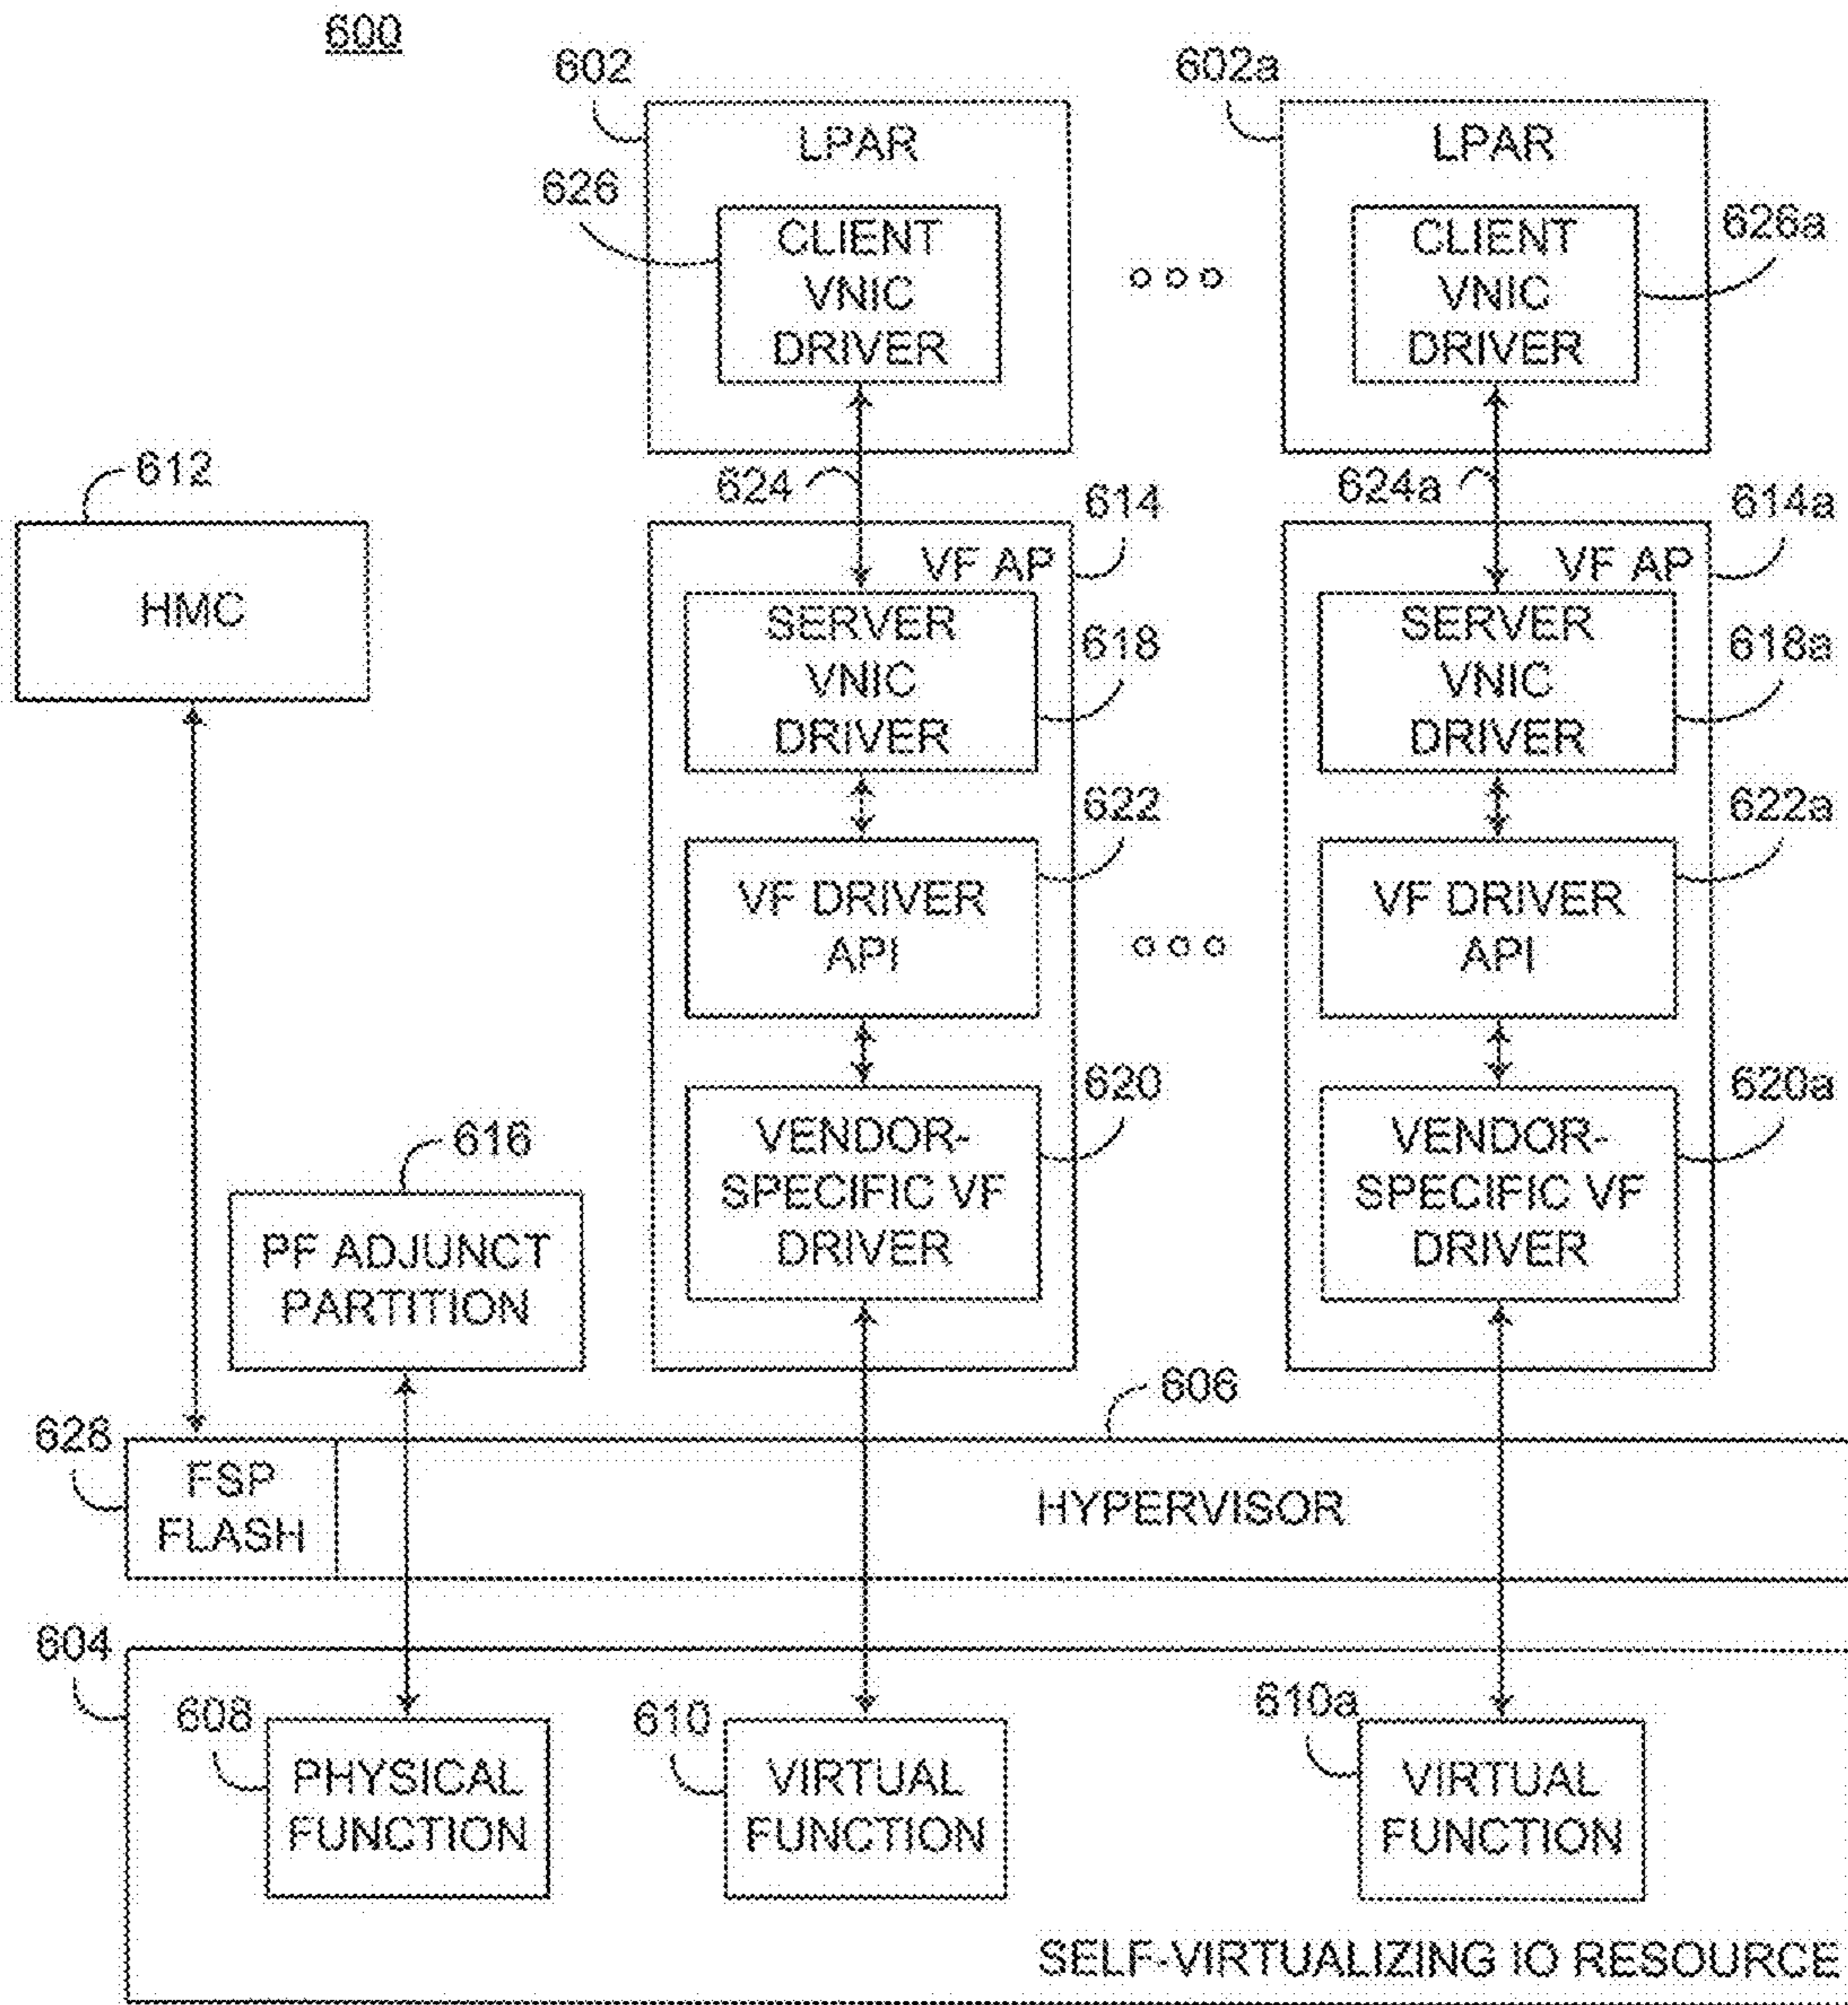 600
602
602a
LPAR
LPAR
626
CLIENT
VNIC
DRIVER
CLIENT
VNIC
DRIVER
626a
612
HMC
624
614
624a
614a
VF AP
SERVER
VNIC
DRIVER
618
VF AP
SERVER
VNIC
DRIVER
618a
622
VF DRIVER
API
622a
VF DRIVER
API
620
VENDOR-
SPECIFIC VF
DRIVER
620a
VENDOR-
SPECIFIC VF
DRIVER
616
PF ADJUNCT
PARTITION
606
628
FSP
FLASH
HYPERVISOR
604
608
PHYSICAL
FUNCTION
610
VIRTUAL
FUNCTION
610a
VIRTUAL
FUNCTION
SELF-VIRTUALIZING IO RESOURCE